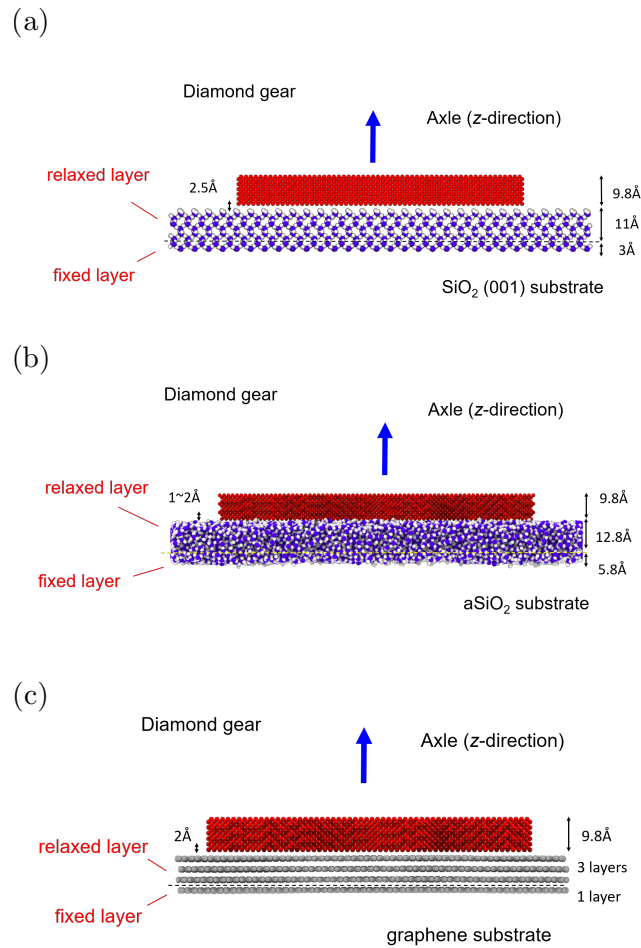 (a)
Diamond gear
Axle (z-direction)
relaxed layer
2.5Å
9.8Å
11Å
fixed layer
3Å
SiO₂ (001) substrate
(b)
Diamond gear
Axle (z-direction)
relaxed layer
1~2Å
9.8Å
12.8Å
fixed layer
5.8Å
aSiO₂ substrate
(c)
Diamond gear
Axle (z-direction)
2Å
9.8Å
relaxed layer
3 layers
1 layer
fixed layer
graphene substrate